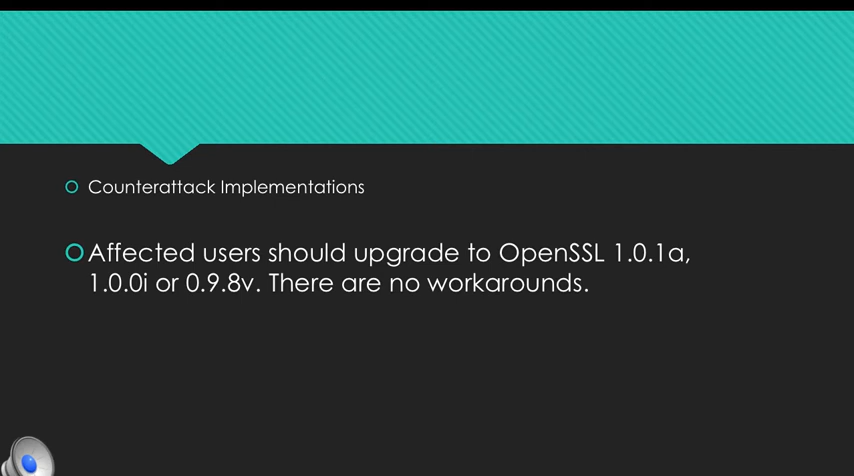 Counterattack Implementations
Affected users should upgrade to OpenSSL 1.0.1a,
1.0.0i or 0.9.8v. There are no workarounds.